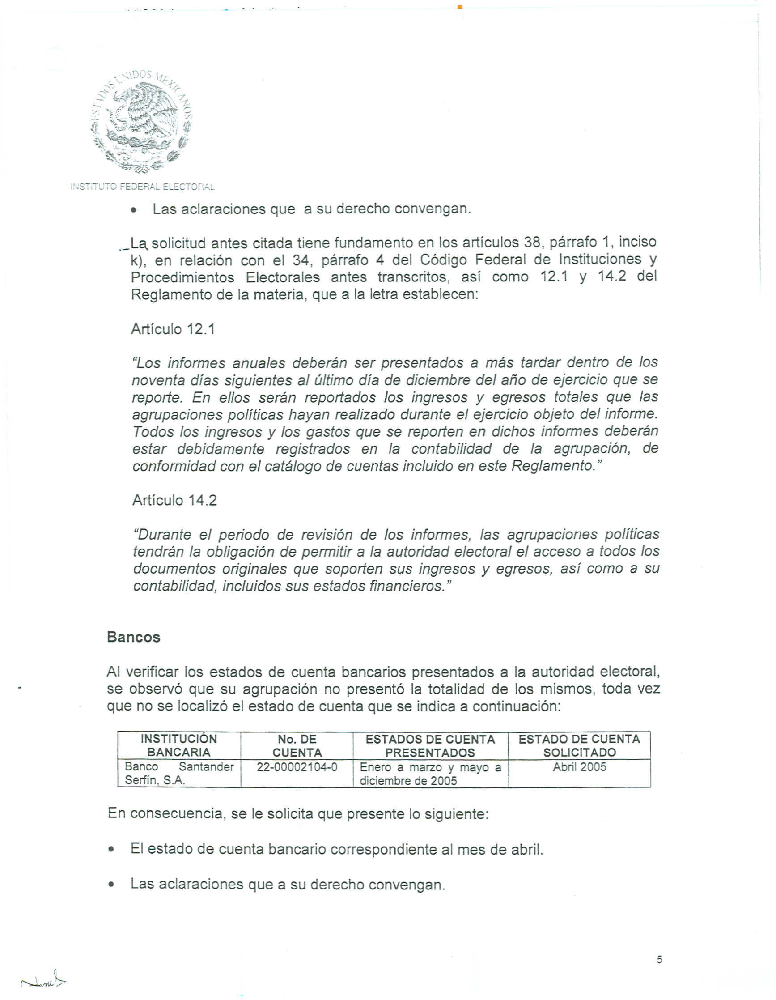 ESTADOS UNIDOS MEXICANOS
INSTITUTO FEDERAL ELECTORAL
• Las aclaraciones que a su derecho convengan.
La solicitud antes citada tiene fundamento en los artículos 38, párrafo 1, inciso
k), en relación con el 34, párrafo 4 del Código Federal de Instituciones y
Procedimientos Electorales antes transcritos, así como 12.1 y 14.2 del
Reglamento de la materia, que a la letra establecen:
Artículo 12.1
“Los informes anuales deberán ser presentados a más tardar dentro de los
noventa días siguientes al último día de diciembre del año de ejercicio que se
reporte. En ellos serán reportados los ingresos y egresos totales que las
agrupaciones políticas hayan realizado durante el ejercicio objeto del informe.
Todos los ingresos y los gastos que se reporten en dichos informes deberán
estar debidamente registrados en la contabilidad de la agrupación, de
conformidad con el catálogo de cuentas incluido en este Reglamento.”
Artículo 14.2
“Durante el periodo de revisión de los informes, las agrupaciones políticas
tendrán la obligación de permitir a la autoridad electoral el acceso a todos los
documentos originales que soporten sus ingresos y egresos, así como a su
contabilidad, incluidos sus estados financieros.”
Bancos
Al verificar los estados de cuenta bancarios presentados a la autoridad electoral,
se observó que su agrupación no presentó la totalidad de los mismos, toda vez
que no se localizó el estado de cuenta que se indica a continuación:
INSTITUCIÓN BANCARIA No. DE CUENTA ESTADOS DE CUENTA PRESENTADOS ESTADO DE CUENTA SOLICITADO
Banco Santander Serfín, S.A. 22-00002104-0 Enero a marzo y mayo a diciembre de 2005 Abril 2005
En consecuencia, se le solicita que presente lo siguiente:
• El estado de cuenta bancario correspondiente al mes de abril.
• Las aclaraciones que a su derecho convengan.
5